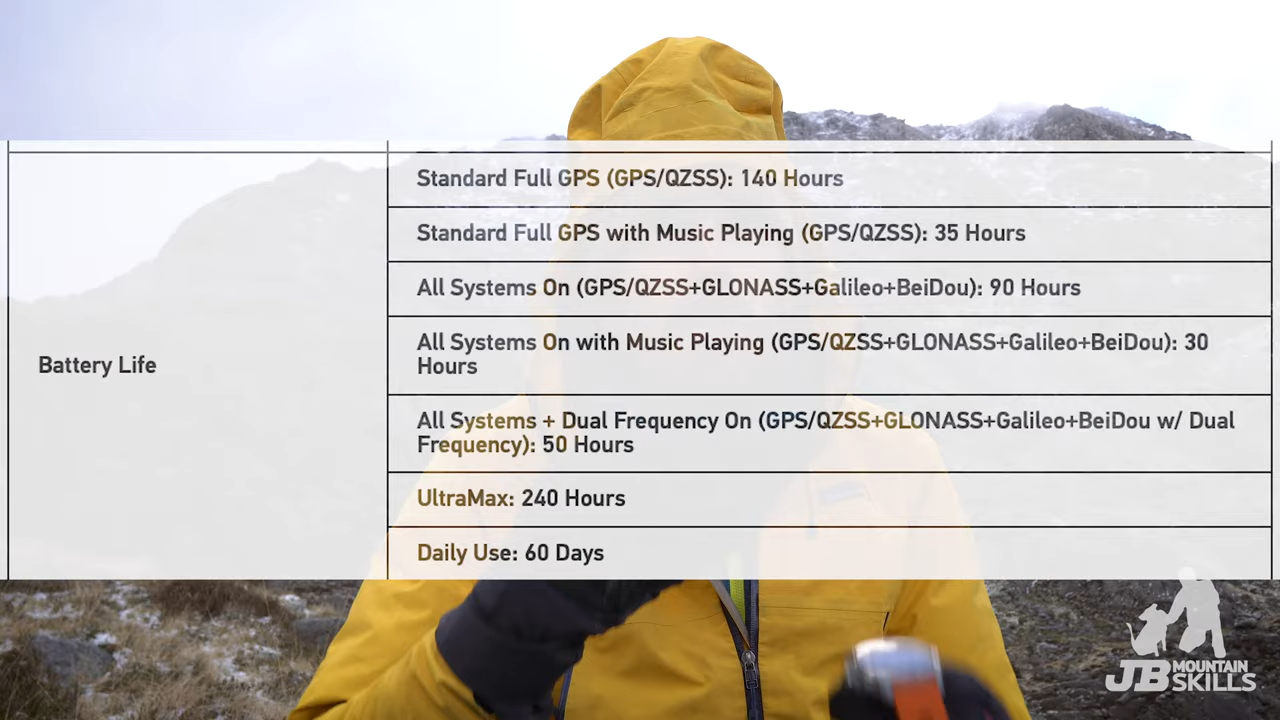 Standard Full GPS (GPS/QZSS): 140 Hours
Standard Full GPS with Music Playing (GPS/QZSS): 35 Hours
All Systems On (GPS/QZSS+GLONASS+Galileo+BeiDou): 90 Hours
All Systems On with Music Playing (GPS/QZSS+GLONASS+Galileo+BeiDou): 30
Hours
Battery Life
All Systems + Dual Frequency On (GPS/QZSS+GLONASS+Galileo+BeiDou w/ Dual
Frequency): 50 Hours
UltraMax: 240 Hours
Daily Use: 60 Days
JB MOUNTAIN
SKILLS